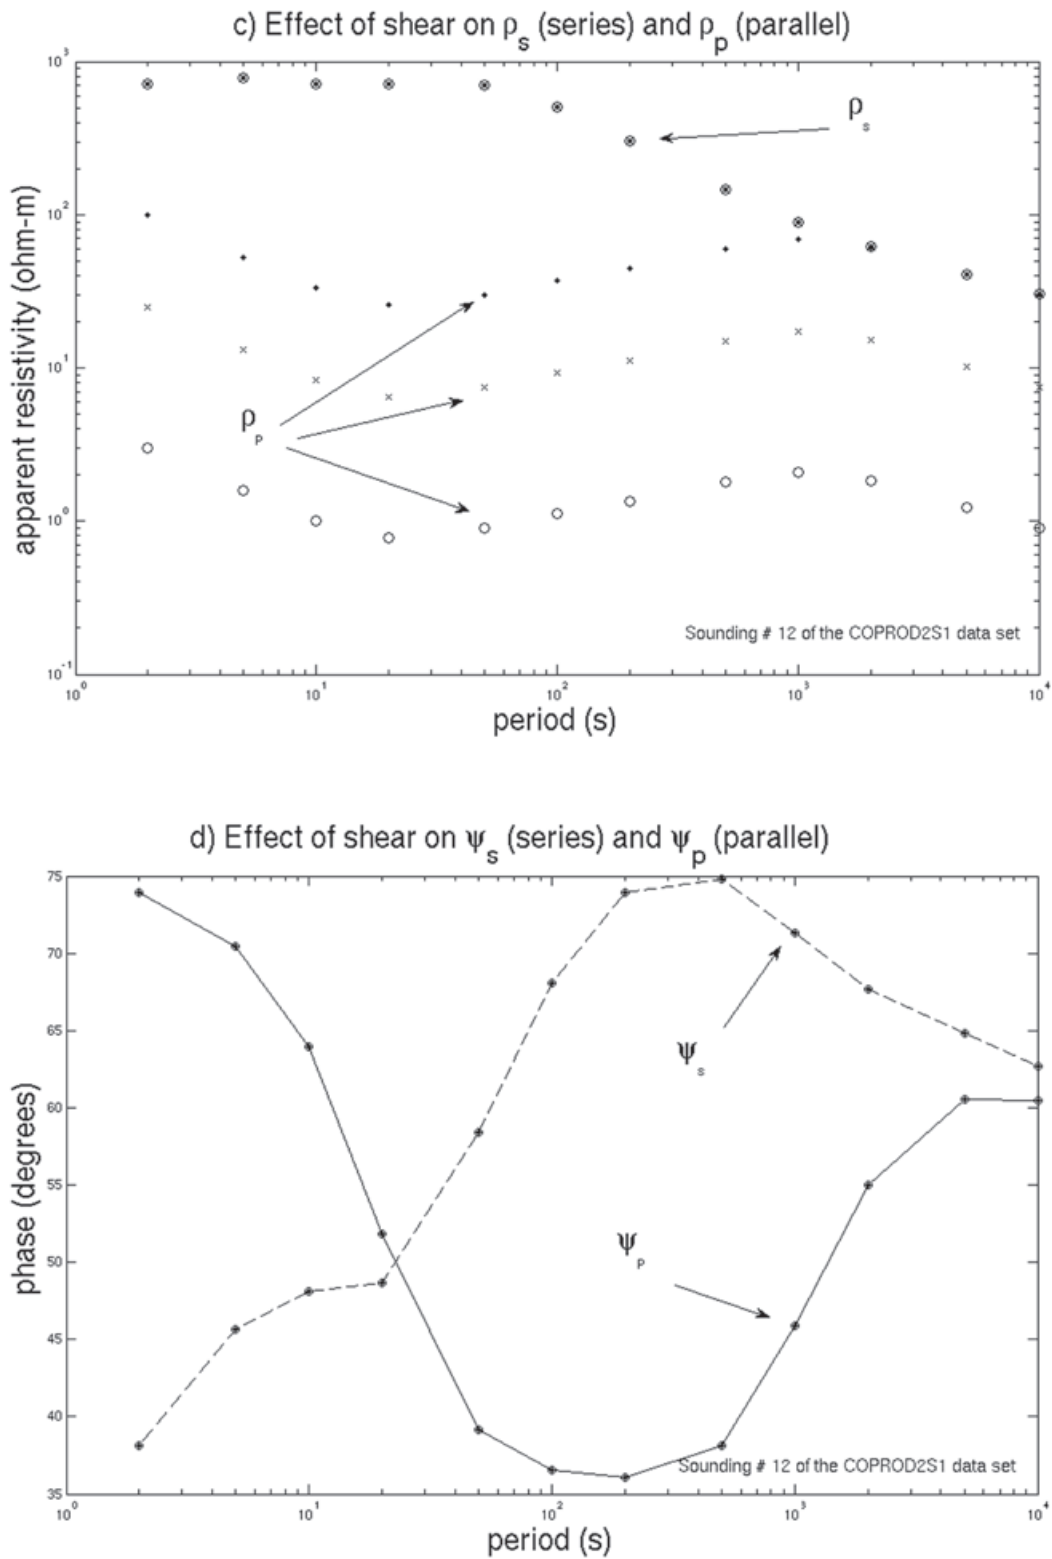 c) Effect of shear on ρs (series) and ρp (parallel)
10³
ρs
10²
10¹
ρP
10⁰
Sounding # 12 of the COPROD2S1 data set
10⁻¹
10⁰ 10¹ 10² 10³ 10⁴
apparent resistivity (ohm-m)
period (s)
d) Effect of shear on ψs (series) and ψp (parallel)
75
70
65
ψs
60
55
ψP
50
45
40
Sounding # 12 of the COPROD2S1 data set
35
10⁰ 10¹ 10² 10³ 10⁴
phase (degrees)
period (s)